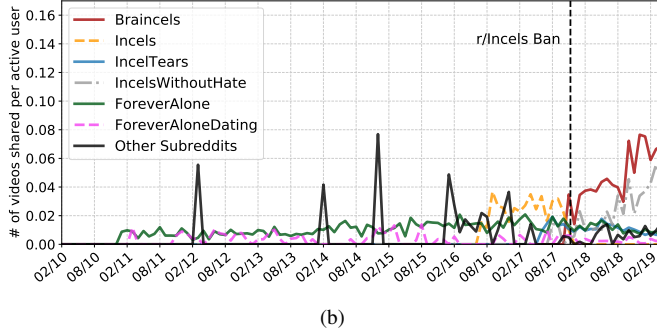 0.16
0.14
0.12
0.10
0.08
0.06
0.04
0.02
0.00
# of videos shared per active user
Braincels
Incels
IncelTears
IncelsWithoutHate
ForeverAlone
ForeverAloneDating
Other Subreddits
r/Incels Ban
02/10 08/10 02/11 08/11 02/12 08/12 02/13 08/13 02/14 08/14 02/15 08/15 02/16 08/16 02/17 08/17 02/18 08/18 02/19
(b)